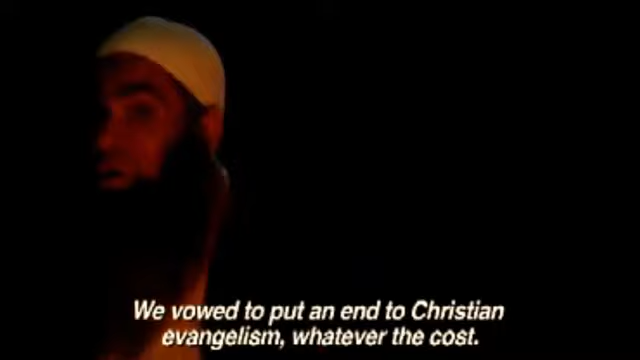 We vowed to put an end to Christian
evangelism, whatever the cost.